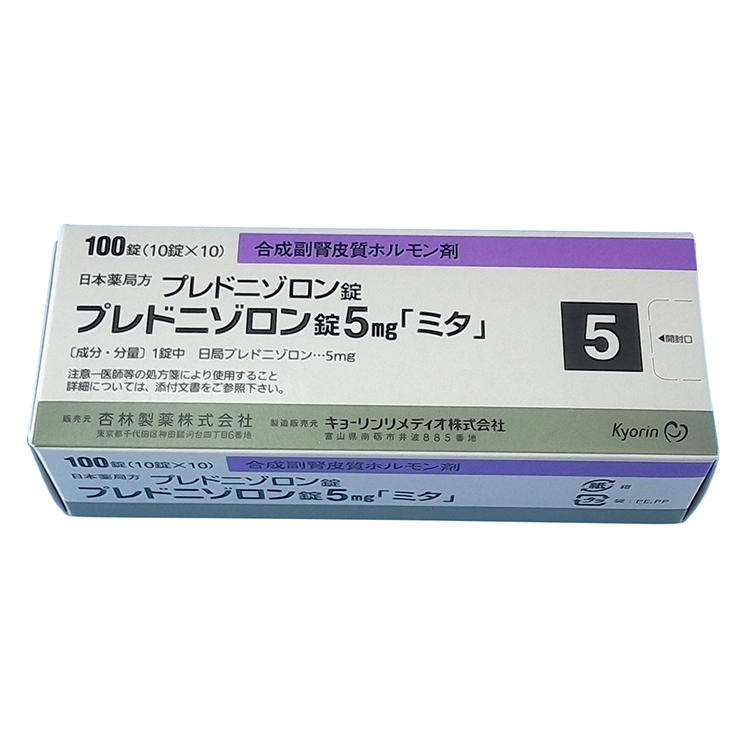 100錠(10錠×10) 合成副腎皮質ホルモン剤
日本薬局方 プレドニゾロン錠
プレドニゾロン錠5mg「ミタ」
5
◀開封口
〔成分・分量〕1錠中 日局プレドニゾロン…5mg
注意―医師等の処方箋により使用すること
詳細については、添付文書をご参照下さい。
販売元 杏林製薬株式会社 製造販売元 キョーリンリメディオ株式会社
東京都千代田区神田駿河台四丁目6番地 富山県南砺市井波885番地
Kyorin
100錠(10錠×10) 合成副腎皮質ホルモン剤
日本薬局方 プレドニゾロン錠
プレドニゾロン錠5mg「ミタ」
紙 箱
プラ 袋:PE,PP